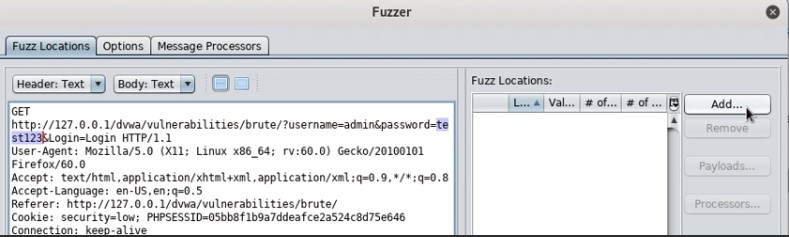 Fuzzer
Fuzz Locations Options Message Processors
Header: Text Body: Text
GET
http://127.0.0.1/dvwa/vulnerabilities/brute/?username=admin&password=te
st123&Login=Login HTTP/1.1
User-Agent: Mozilla/5.0 (X11; Linux x86_64; rv:60.0) Gecko/20100101
Firefox/60.0
Accept: text/html,application/xhtml+xml,application/xml;q=0.9,*/*;q=0.8
Accept-Language: en-US,en;q=0.5
Referer: http://127.0.0.1/dvwa/vulnerabilities/brute/
Cookie: security=low; PHPSESSID=05bb8f1b9a7ddeafce2a524c8d75e646
Connection: keep-alive
Fuzz Locations:
L... Val... # of... # of ...
Add...
Remove
Payloads...
Processors...